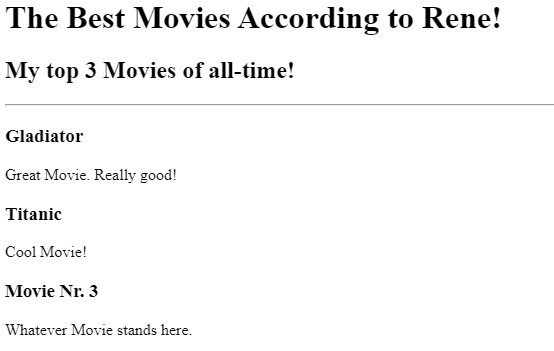 The Best Movies According to Rene!
My top 3 Movies of all-time!
Gladiator
Great Movie. Really good!
Titanic
Cool Movie!
Movie Nr. 3
Whatever Movie stands here.